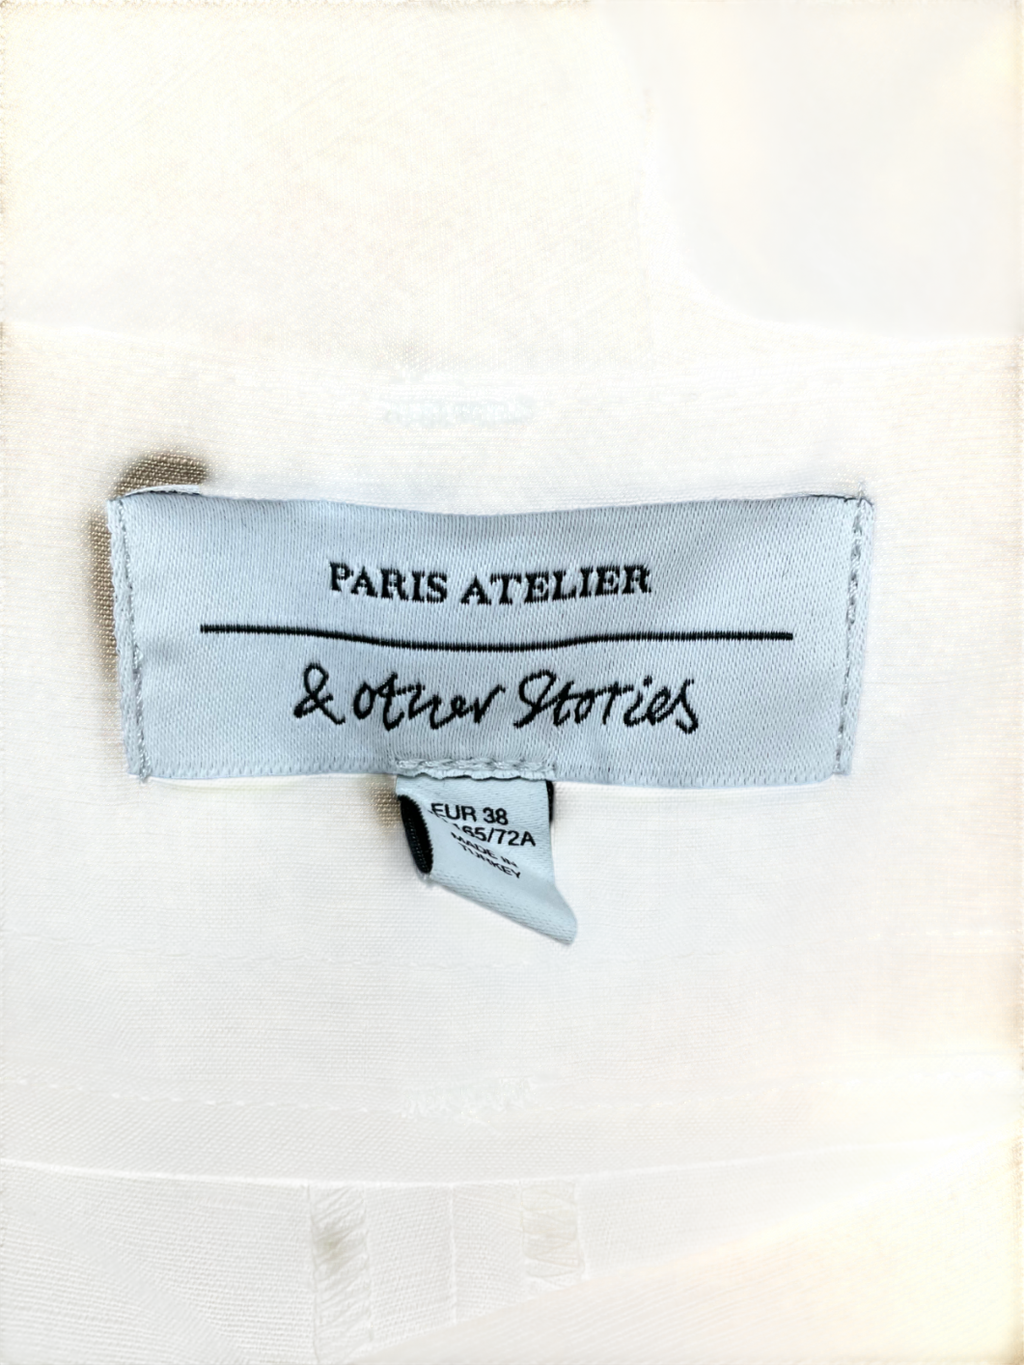 PARIS ATELIER
& other Stories
EUR 38
165/72A
MADE IN
TURKEY